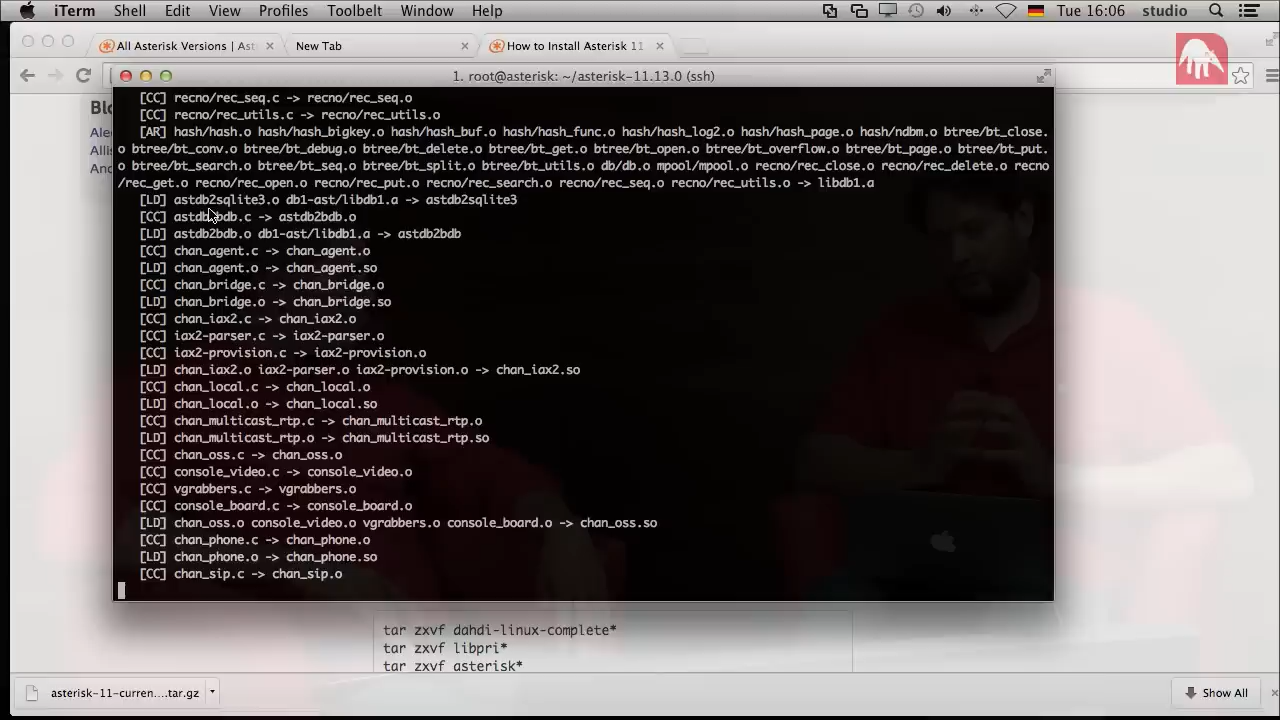 iTerm Shell Edit View Profiles Toolbelt Window Help Tue 16:06 studio
All Asterisk Versions | Ast
New Tab
How to Install Asterisk 11
1. root@asterisk: ~/asterisk-11.13.0 (ssh)
Blo
Alec
Allis
And
[CC] recno/rec_seq.c -> recno/rec_seq.o
[CC] recno/rec_utils.c -> recno/rec_utils.o
[AR] hash/hash.o hash/hash_bigkey.o hash/hash_buf.o hash/hash_func.o hash/hash_log2.o hash/hash_page.o hash/ndbm.o btree/bt_close.
o btree/bt_conv.o btree/bt_debug.o btree/bt_delete.o btree/bt_get.o btree/bt_open.o btree/bt_overflow.o btree/bt_page.o btree/bt_put.
o btree/bt_search.o btree/bt_seq.o btree/bt_split.o btree/bt_utils.o db/db.o mpool/mpool.o recno/rec_close.o recno/rec_delete.o recno
/rec_get.o recno/rec_open.o recno/rec_put.o recno/rec_search.o recno/rec_seq.o recno/rec_utils.o -> libdb1.a
[LD] astdb2sqlite3.o db1-ast/libdb1.a -> astdb2sqlite3
[CC] astdb2bdb.c -> astdb2bdb.o
[LD] astdb2bdb.o db1-ast/libdb1.a -> astdb2bdb
[CC] chan_agent.c -> chan_agent.o
[LD] chan_agent.o -> chan_agent.so
[CC] chan_bridge.c -> chan_bridge.o
[LD] chan_bridge.o -> chan_bridge.so
[CC] chan_iax2.c -> chan_iax2.o
[CC] iax2-parser.c -> iax2-parser.o
[CC] iax2-provision.c -> iax2-provision.o
[LD] chan_iax2.o iax2-parser.o iax2-provision.o -> chan_iax2.so
[CC] chan_local.c -> chan_local.o
[LD] chan_local.o -> chan_local.so
[CC] chan_multicast_rtp.c -> chan_multicast_rtp.o
[LD] chan_multicast_rtp.o -> chan_multicast_rtp.so
[CC] chan_oss.c -> chan_oss.o
[CC] console_video.c -> console_video.o
[CC] vgrabbers.c -> vgrabbers.o
[CC] console_board.c -> console_board.o
[LD] chan_oss.o console_video.o vgrabbers.o console_board.o -> chan_oss.so
[CC] chan_phone.c -> chan_phone.o
[LD] chan_phone.o -> chan_phone.so
[CC] chan_sip.c -> chan_sip.o
tar zxvf dahdi-linux-complete*
tar zxvf libpri*
tar zxvf asterisk*
asterisk-11-curren....tar.gz
Show All